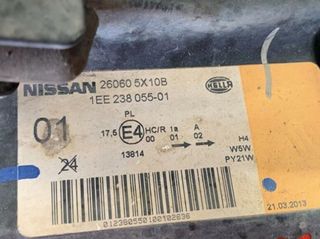 NISSAN 26060 5X10B
1EE 238 055-01
HELLA
01
PL
17,5 E4 HC/R 1a A
00 01 02
13814
H4
W5W
PY21W
24
21.03.2013
012380550100102836